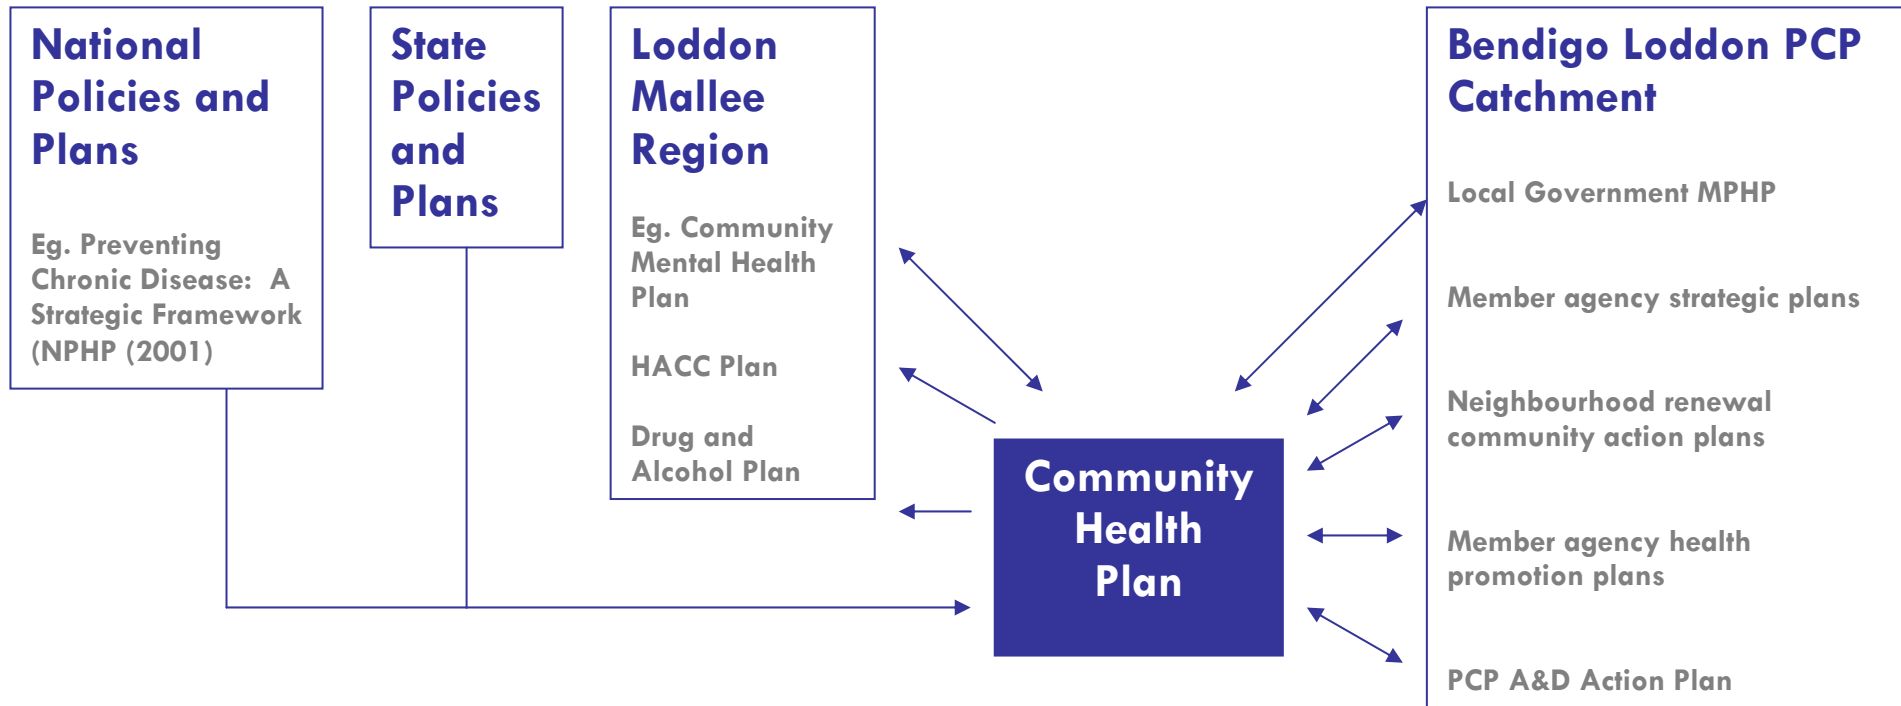 National
Policies and
Plans
Eg. Preventing
Chronic Disease:  A
Strategic Framework
(NPHP (2001)
State
Policies
and
Plans
Loddon
Mallee
Region
Eg. Community
Mental Health
Plan
HACC Plan
Drug and
Alcohol Plan
Community
Health
Plan
Bendigo Loddon PCP
Catchment
Local Government MPHP
Member agency strategic plans
Neighbourhood renewal
community action plans
Member agency health
promotion plans
PCP A&D Action Plan